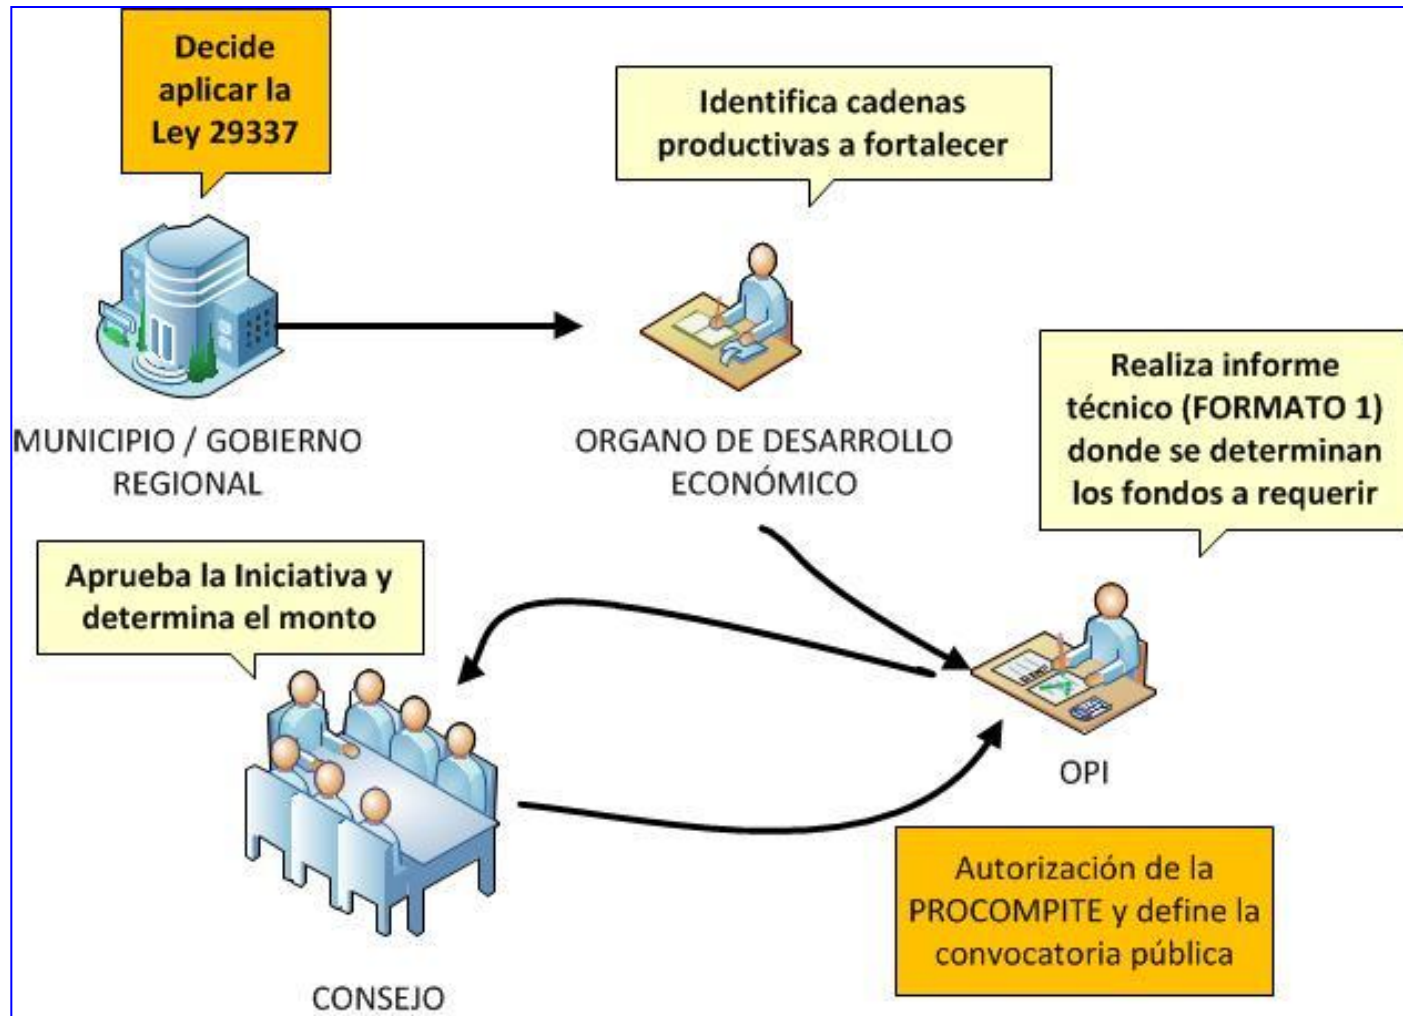 Decide
aplicar la
Ley 29337
Identifica cadenas
productivas a fortalecer
MUNICIPIO / GOBIERNO
REGIONAL
ORGANO DE DESARROLLO
ECONÓMICO
Realiza informe
técnico (FORMATO 1)
donde se determinan
los fondos a requerir
Aprueba la Iniciativa y
determina el monto
OPI
Autorización de la
PROCOMPITE y define la
convocatoria pública
CONSEJO